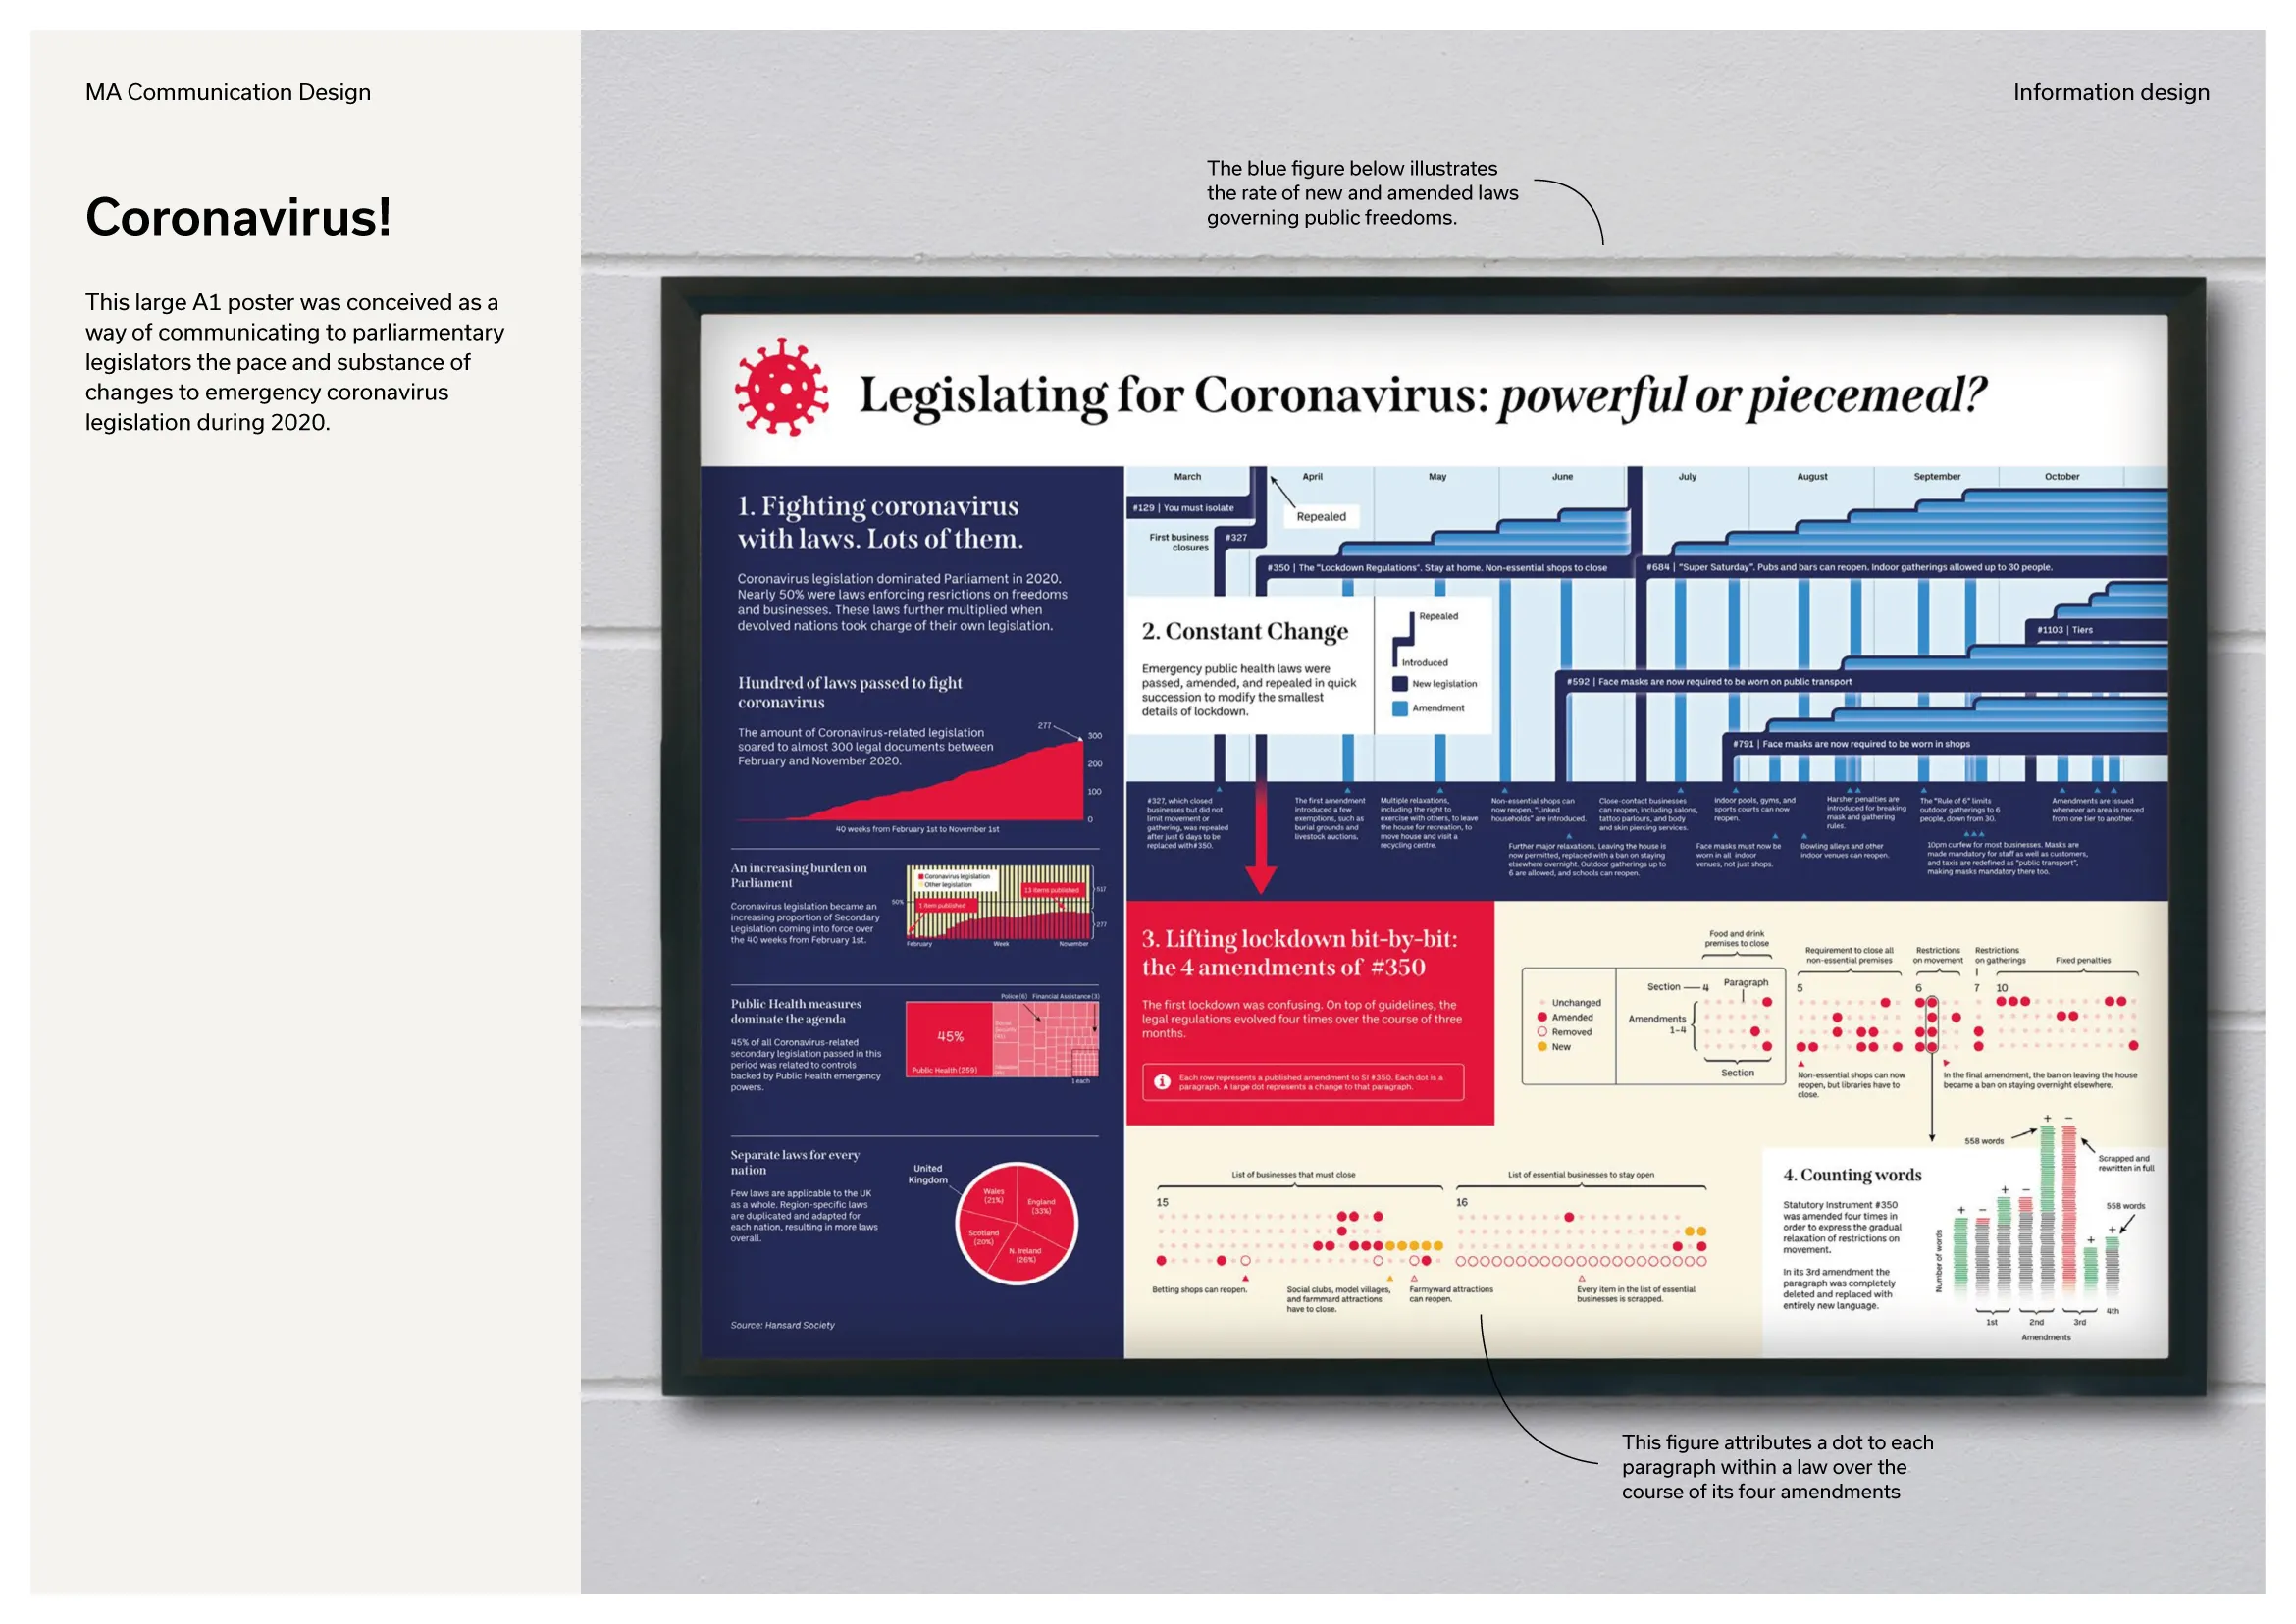 MA Communication Design
Information design
Coronavirus!
This large A1 poster was conceived as a
way of communicating to parliarmentary
legislators the pace and substance of
changes to emergency coronavirus
legislation during 2020.
The blue figure below illustrates
the rate of new and amended laws
governing public freedoms.
Legislating for Coronavirus: powerful or piecemeal?
1. Fighting coronavirus
with laws. Lots of them.
Coronavirus legislation dominated Parliament in 2020.
Nearly 50% were laws enforcing resrictions on freedoms
and businesses. These laws further multiplied when
devolved nations took charge of their own legislation.
Hundred of laws passed to fight
coronavirus
The amount of Coronavirus-related legislation
soared to almost 300 legal documents between
February and November 2020.
277
300
200
100
0
40 weeks from February 1st to November 1st
An increasing burden on
Parliament
Coronavirus legislation became an
increasing proportion of Secondary
Legislation coming into force over
the 40 weeks from February 1st.
Coronavirus legislation
Other legislation
13 items published
1 item published
50%
517
277
February
Week
November
Public Health measures
dominate the agenda
45% of all Coronavirus-related
secondary legislation passed in this
period was related to controls
backed by Public Health emergency
powers.
Police (6)
Financial Assistance (3)
45%
Public Health (259)
1 each
Separate laws for every
nation
Few laws are applicable to the UK
as a whole. Region-specific laws
are duplicated and adapted for
each nation, resulting in more laws
overall.
United
Kingdom
Wales
(21%)
England
(33%)
Scotland
(20%)
N. Ireland
(26%)
Source: Hansard Society
March
April
May
June
July
August
September
October
#129 | You must isolate
Repealed
First business
closures
#327
#350 | The "Lockdown Regulations". Stay at home. Non-essential shops to close
#684 | "Super Saturday". Pubs and bars can reopen. Indoor gatherings allowed up to 30 people.
#1103 | Tiers
#592 | Face masks are now required to be worn on public transport
#791 | Face masks are now required to be worn in shops
2. Constant Change
Emergency public health laws were
passed, amended, and repealed in quick
succession to modify the smallest
details of lockdown.
Repealed
Introduced
New legislation
Amendment
#327, which closed
businesses but did not
limit movement or
gathering, was repealed
after just 6 days to be
replaced with#350.
The first amendment
introduced a few
exemptions, such as
burial grounds and
livestock auctions.
Multiple relaxations,
including the right to
exercise with others, to leave
the house for recreation, to
move house and visit a
recycling centre.
Non-essential shops can
now reopen. "Linked
households" are introduced.
Further major relaxations. Leaving the house is
now permitted, replaced with a ban on staying
elsewhere overnight. Outdoor gatherings up to
6 are allowed, and schools can reopen.
Close-contact businesses
can reopen, including salons,
tattoo parlours, and body
and skin piercing services.
Indoor pools, gyms, and
sports courts can now
reopen.
Face masks must now be
worn in all indoor
venues, not just shops.
Harsher penalties are
introduced for breaking
mask and gathering
rules.
Bowling alleys and other
indoor venues can reopen.
The "Rule of 6" limits
outdoor gatherings to 6
people, down from 30.
10pm curfew for most businesses. Masks are
made mandatory for staff as well as customers,
and taxis are redefined as "public transport",
making masks mandatory there too.
Amendments are issued
whenever an area is moved
from one tier to another.
3. Lifting lockdown bit-by-bit:
the 4 amendments of #350
The first lockdown was confusing. On top of guidelines, the
legal regulations evolved four times over the course of three
months.
Each row represents a published amendment to SI #350. Each dot is a
paragraph. A large dot represents a change to that paragraph.
Unchanged
Amended
Removed
New
Food and drink
premises to close
Section
4
Paragraph
Amendments
1-4
Section
Requirement to close all
non-essential premises
5
Restrictions
on movement
6
Restrictions
on gatherings
7
Fixed penalties
10
Non-essential shops can now
reopen, but libraries have to
close.
In the final amendment, the ban on leaving the house
became a ban on staying overnight elsewhere.
List of businesses that must close
15
List of essential businesses to stay open
16
Betting shops can reopen.
Social clubs, model villages,
and farmmard attractions
have to close.
Farmyward attractions
can reopen.
Every item in the list of essential
businesses is scrapped.
4. Counting words
Statutory Instrument #350
was amended four times in
order to express the gradual
relaxation of restrictions on
movement.
In its 3rd amendment the
paragraph was completely
deleted and replaced with
entirely new language.
558 words
Scrapped and
rewritten in full
558 words
+
−
+
−
+
−
+
+
Number of words
1st
2nd
3rd
4th
Amendments
This figure attributes a dot to each
paragraph within a law over the
course of its four amendments